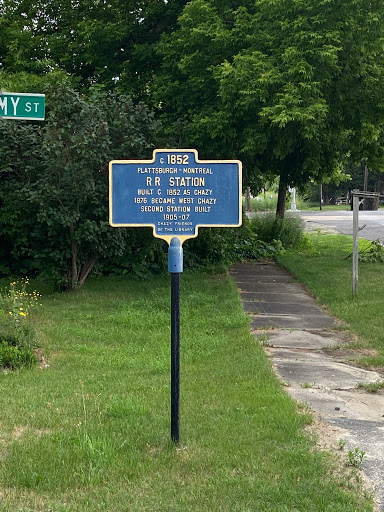 MY ST
C. 1852
PLATTSBURGH - MONTREAL
R.R. STATION
BUILT C. 1852 AS CHAZY
1876 BECAME WEST CHAZY
SECOND STATION BUILT
1905-07
CHAZY FRIENDS
OF THE LIBRARY